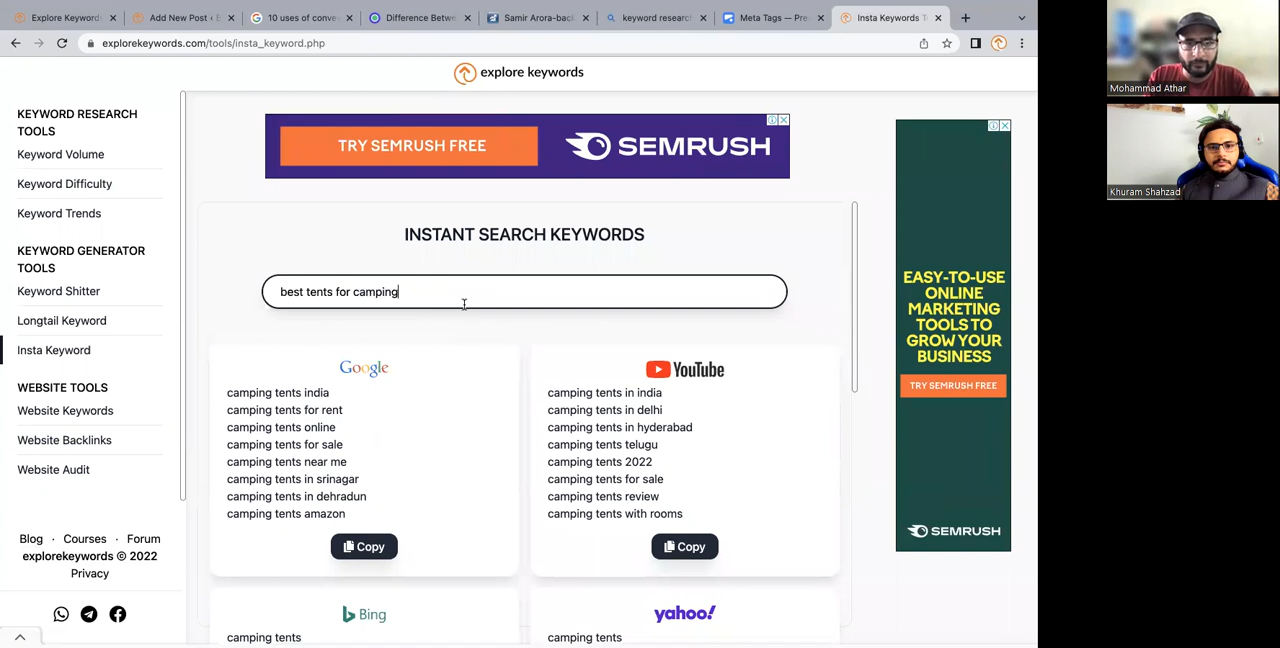 Explore Keyword
Add New Post ‹ E
10 uses of conve
Difference Betwe
Samir Arora-back
keyword researc
Meta Tags — Pre
Insta Keywords T
explorekeywords.com/tools/insta_keyword.php
explore keywords
KEYWORD RESEARCH
TOOLS
Keyword Volume
Keyword Difficulty
Keyword Trends
KEYWORD GENERATOR
TOOLS
Keyword Shitter
Longtail Keyword
Insta Keyword
WEBSITE TOOLS
Website Keywords
Website Backlinks
Website Audit
Blog · Courses · Forum
explorekeywords © 2022
Privacy
TRY SEMRUSH FREE
SEMRUSH
INSTANT SEARCH KEYWORDS
best tents for camping
Google
camping tents india
camping tents for rent
camping tents online
camping tents for sale
camping tents near me
camping tents in srinagar
camping tents in dehradun
camping tents amazon
Copy
YouTube
camping tents in india
camping tents in delhi
camping tents in hyderabad
camping tents telugu
camping tents 2022
camping tents for sale
camping tents review
camping tents with rooms
Copy
Bing
camping tents
yahoo!
camping tents
EASY-TO-USE
ONLINE
MARKETING
TOOLS TO
GROW YOUR
BUSINESS
TRY SEMRUSH FREE
SEMRUSH
Mohammad Athar
Khuram Shahzad